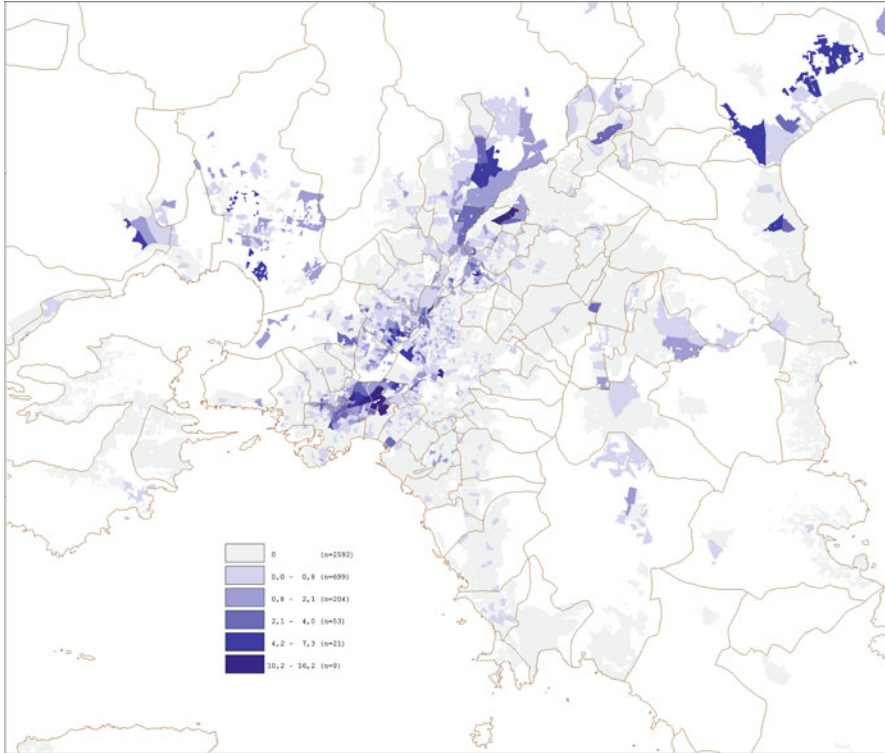 0 (n=2592)
0,0 - 0,8 (n=699)
0,8 - 2,1 (n=204)
2,1 - 4,0 (n=53)
4,2 - 7,3 (n=21)
10,2 - 16,2 (n=9)